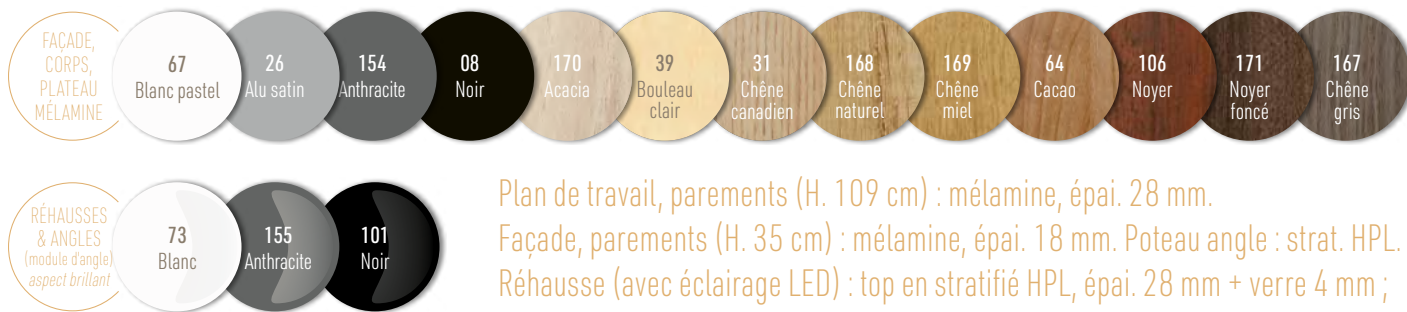 FAÇADE,
CORPS,
PLATEAU
MÉLAMINE
67
Blanc pastel
26
Alu satin
154
Anthracite
08
Noir
170
Acacia
39
Bouleau
clair
31
Chêne
canadien
168
Chêne
naturel
169
Chêne
miel
64
Cacao
106
Noyer
171
Noyer
foncé
167
Chêne
gris
RÉHAUSSES
& ANGLES
(module d'angle)
aspect brillant
73
Blanc
155
Anthracite
101
Noir
Plan de travail, parements (H. 109 cm) : mélamine, épai. 28 mm.
Façade, parements (H. 35 cm) : mélamine, épai. 18 mm. Poteau angle : strat. HPL.
Réhausse (avec éclairage LED) : top en stratifié HPL, épai. 28 mm + verre 4 mm ;